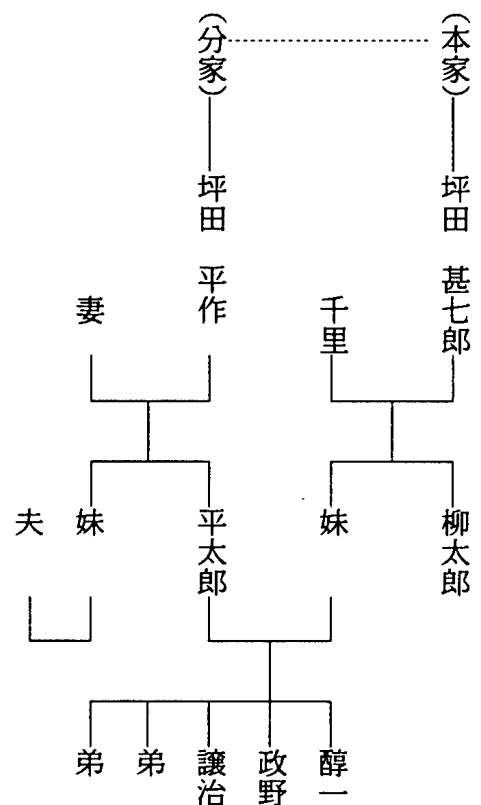 (本家)
坪田 甚七郎
千里
柳太郎
妹
(分家)
坪田 平作
妻
平太郎
妹
夫
醇一
政野
譲治
弟
弟